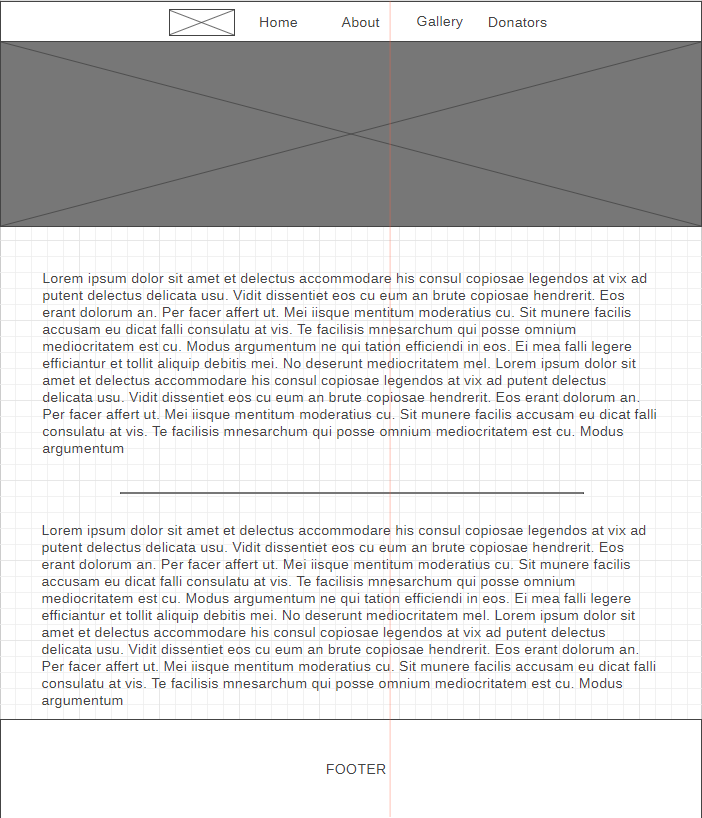 Home About Gallery Donators
Lorem ipsum dolor sit amet et delectus accommodare his consul copiosae legendos at vix ad
putent delectus delicata usu. Vidit dissentiet eos cu eum an brute copiosae hendrerit. Eos
erant dolorum an. Per facer affert ut. Mei iisque mentitum moderatius cu. Sit munere facilis
accusam eu dicat falli consulatu at vis. Te facilisis mnesarchum qui posse omnium
mediocritatem est cu. Modus argumentum ne qui tation efficiendi in eos. Ei mea falli legere
efficiantur et tollit aliquip debitis mei. No deserunt mediocritatem mel. Lorem ipsum dolor sit
amet et delectus accommodare his consul copiosae legendos at vix ad putent delectus
delicata usu. Vidit dissentiet eos cu eum an brute copiosae hendrerit. Eos erant dolorum an.
Per facer affert ut. Mei iisque mentitum moderatius cu. Sit munere facilis accusam eu dicat falli
consulatu at vis. Te facilisis mnesarchum qui posse omnium mediocritatem est cu. Modus
argumentum
Lorem ipsum dolor sit amet et delectus accommodare his consul copiosae legendos at vix ad
putent delectus delicata usu. Vidit dissentiet eos cu eum an brute copiosae hendrerit. Eos
erant dolorum an. Per facer affert ut. Mei iisque mentitum moderatius cu. Sit munere facilis
accusam eu dicat falli consulatu at vis. Te facilisis mnesarchum qui posse omnium
mediocritatem est cu. Modus argumentum ne qui tation efficiendi in eos. Ei mea falli legere
efficiantur et tollit aliquip debitis mei. No deserunt mediocritatem mel. Lorem ipsum dolor sit
amet et delectus accommodare his consul copiosae legendos at vix ad putent delectus
delicata usu. Vidit dissentiet eos cu eum an brute copiosae hendrerit. Eos erant dolorum an.
Per facer affert ut. Mei iisque mentitum moderatius cu. Sit munere facilis accusam eu dicat falli
consulatu at vis. Te facilisis mnesarchum qui posse omnium mediocritatem est cu. Modus
argumentum
FOOTER